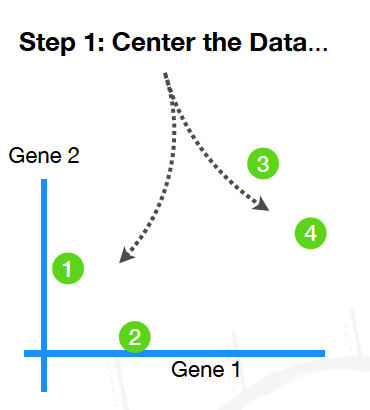 Step 1: Center the Data...
Gene 2
3
4
1
2
Gene 1